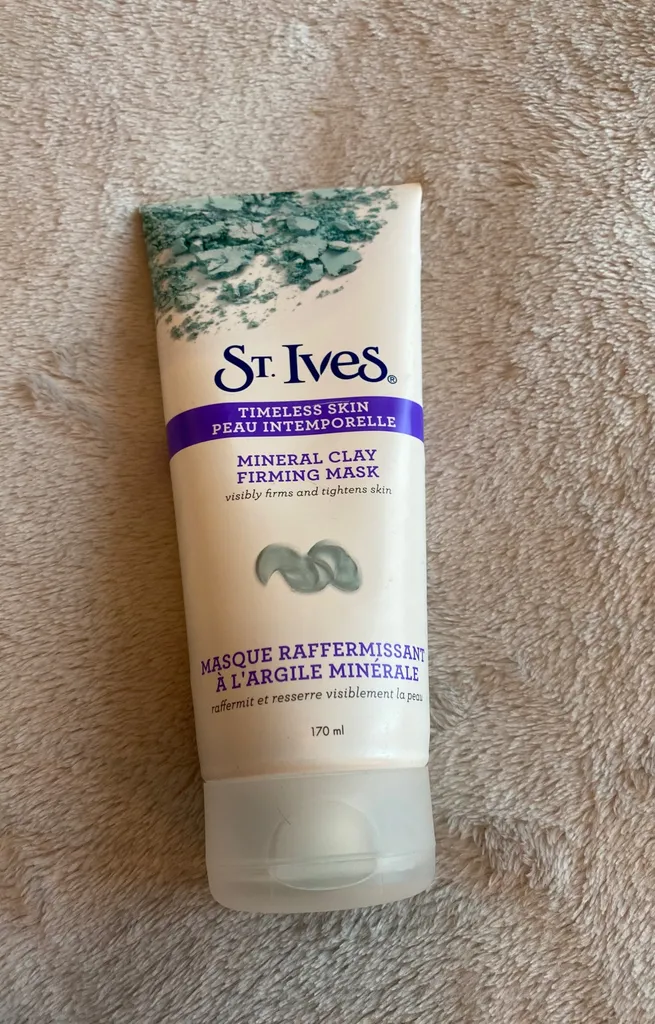 ST. IVES®
TIMELESS SKIN
PEAU INTEMPORELLE
MINERAL CLAY
FIRMING MASK
visibly firms and tightens skin
MASQUE RAFFERMISSANT
À L'ARGILE MINÉRALE
raffermit et resserre visiblement la peau
170 ml